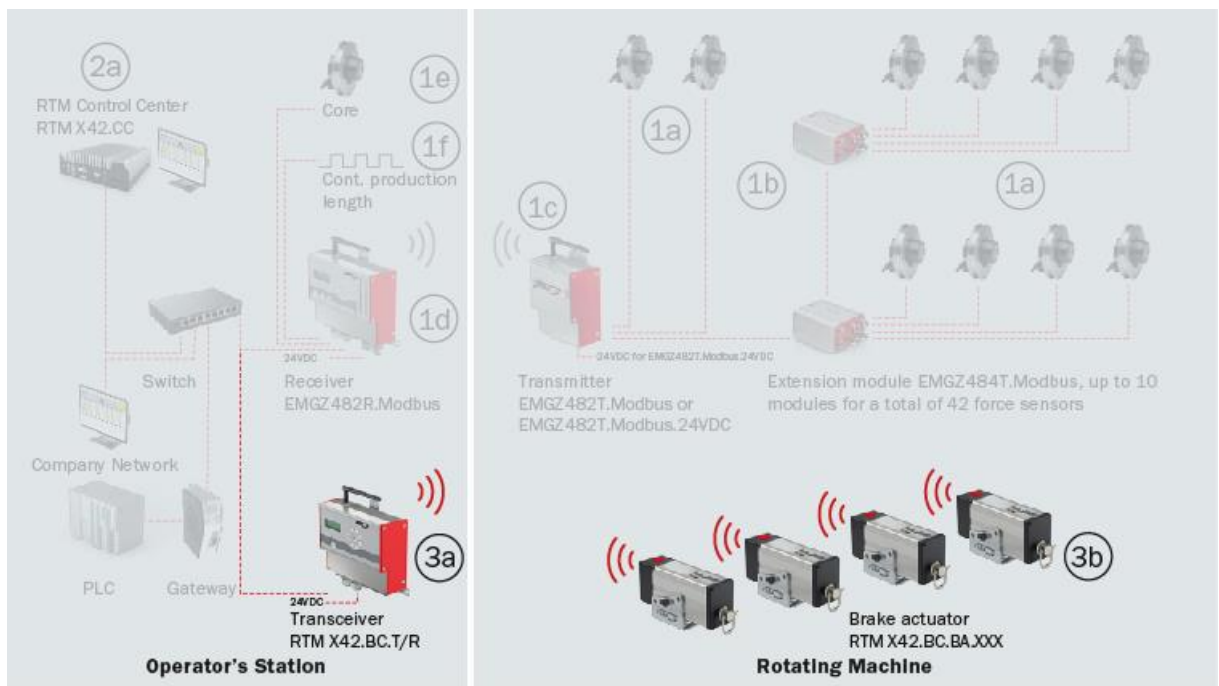 2a
RTM Control Center
RTM X42.CC
1e
Core
1f
Cont. production
length
1d
24VDC
Switch
Receiver
EMGZ482R.Modbus
Company Network
PLC
Gateway
3a
24VDC
Transceiver
RTM X42.BC.T/R
Operator's Station
1a
1b
1a
1c
24VDC for EMGZ482T.Modbus.24VDC
Transmitter
EMGZ482T.Modbus or
EMGZ482T.Modbus.24VDC
Extension module EMGZ484T.Modbus, up to 10
modules for a total of 42 force sensors
3b
Brake actuator
RTM X42.BC.BA.XXX
Rotating Machine